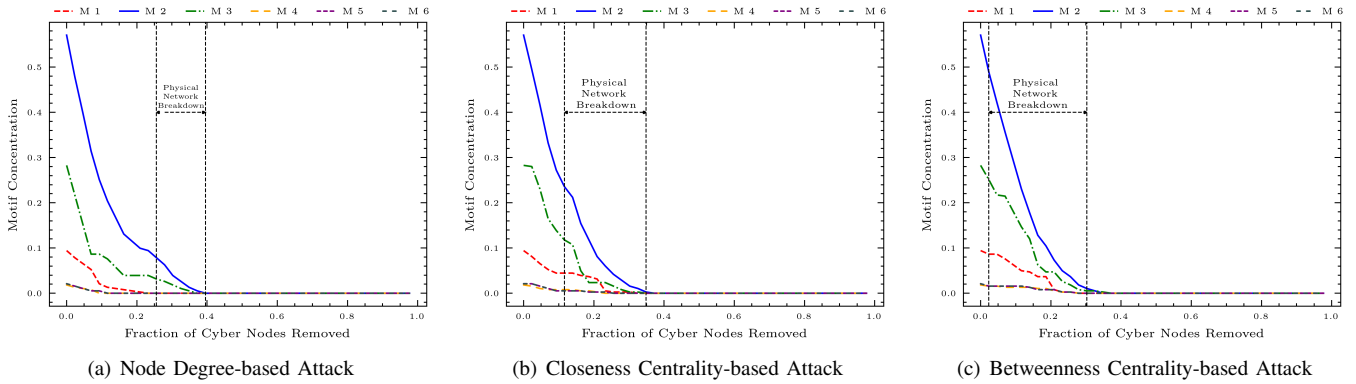 M 1 M 2 M 3 M 4 M 5 M 6
Motif Concentration
0.5
0.4
0.3
0.2
0.1
0.0
Physical
Network
Breakdown
0.0 0.2 0.4 0.6 0.8 1.0
Fraction of Cyber Nodes Removed
(a) Node Degree-based Attack
M 1 M 2 M 3 M 4 M 5 M 6
Motif Concentration
0.5
0.4
0.3
0.2
0.1
0.0
Physical
Network
Breakdown
0.0 0.2 0.4 0.6 0.8 1.0
Fraction of Cyber Nodes Removed
(b) Closeness Centrality-based Attack
M 1 M 2 M 3 M 4 M 5 M 6
Motif Concentration
0.5
0.4
0.3
0.2
0.1
0.0
Physical
Network
Breakdown
0.0 0.2 0.4 0.6 0.8 1.0
Fraction of Cyber Nodes Removed
(c) Betweenness Centrality-based Attack